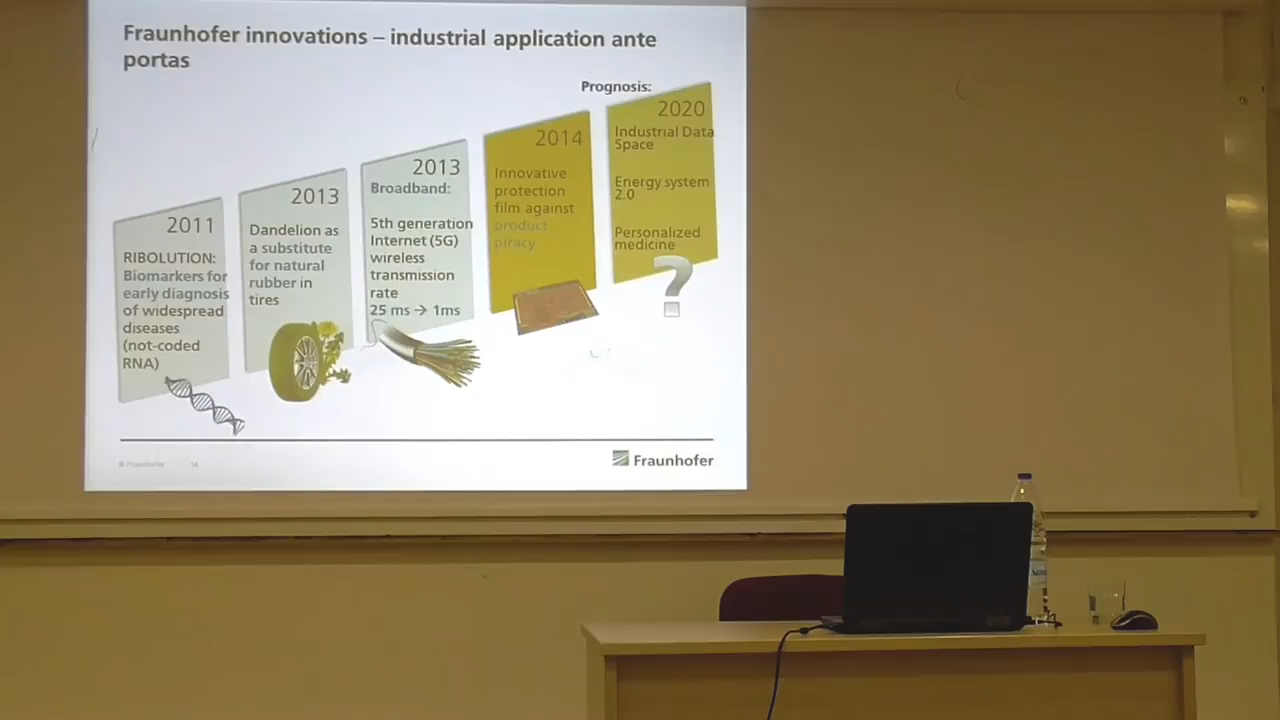 Fraunhofer innovations – industrial application ante
portas
Prognosis:
2011
RIBOLUTION:
Biomarkers for
early diagnosis
of widespread
diseases
(not-coded
RNA)
2013
Dandelion as
a substitute
for natural
rubber in
tires
2013
Broadband:
5th generation
Internet (5G)
wireless
transmission
rate
25 ms → 1ms
2014
Innovative
protection
film against
product
piracy
2020
Industrial Data
Space
Energy system
2.0
Personalized
medicine
?
© Fraunhofer
Fraunhofer